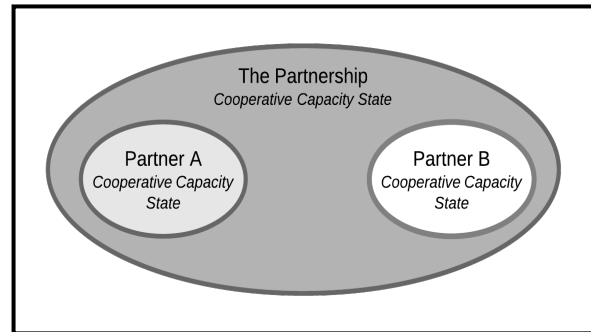 The Partnership
Cooperative Capacity State
Partner A
Cooperative Capacity
State
Partner B
Cooperative Capacity
State